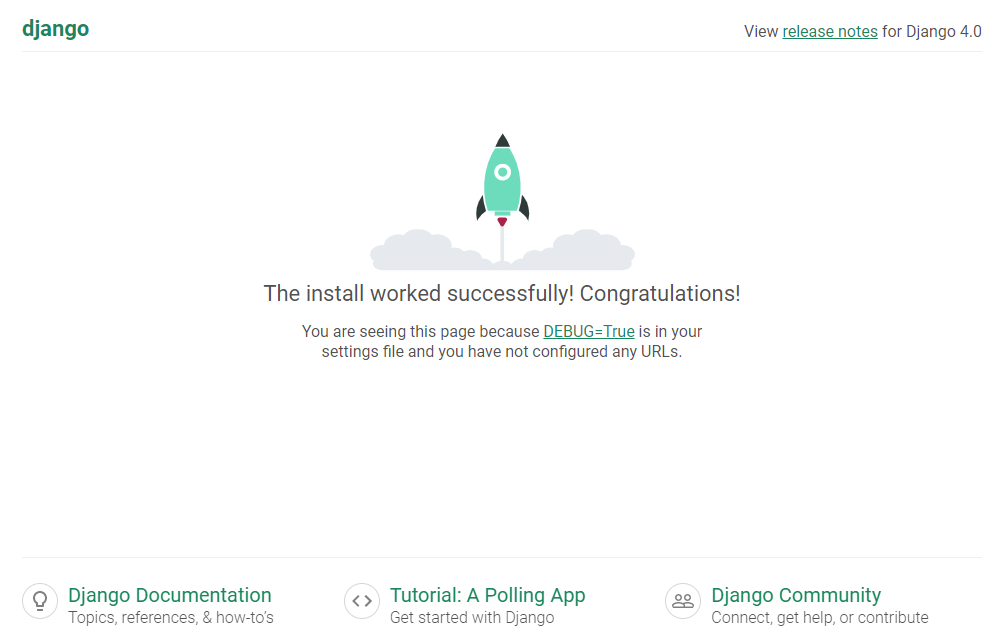 django
View release notes for Django 4.0
The install worked successfully! Congratulations!
You are seeing this page because DEBUG=True is in your
settings file and you have not configured any URLs.
Django Documentation
Topics, references, & how-to’s
Tutorial: A Polling App
Get started with Django
Django Community
Connect, get help, or contribute